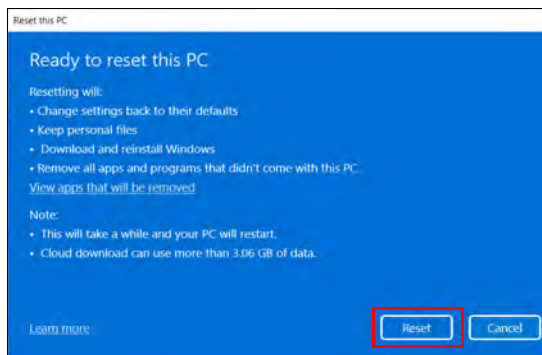 Reset this PC
Ready to reset this PC
Resetting will:
• Change settings back to their defaults
• Keep personal files
• Download and reinstall Windows
• Remove all apps and programs that didn't come with this PC
View apps that will be removed
Note:
• This will take a while and your PC will restart.
• Cloud download can use more than 3.06 GB of data.
Learn more
Reset
Cancel